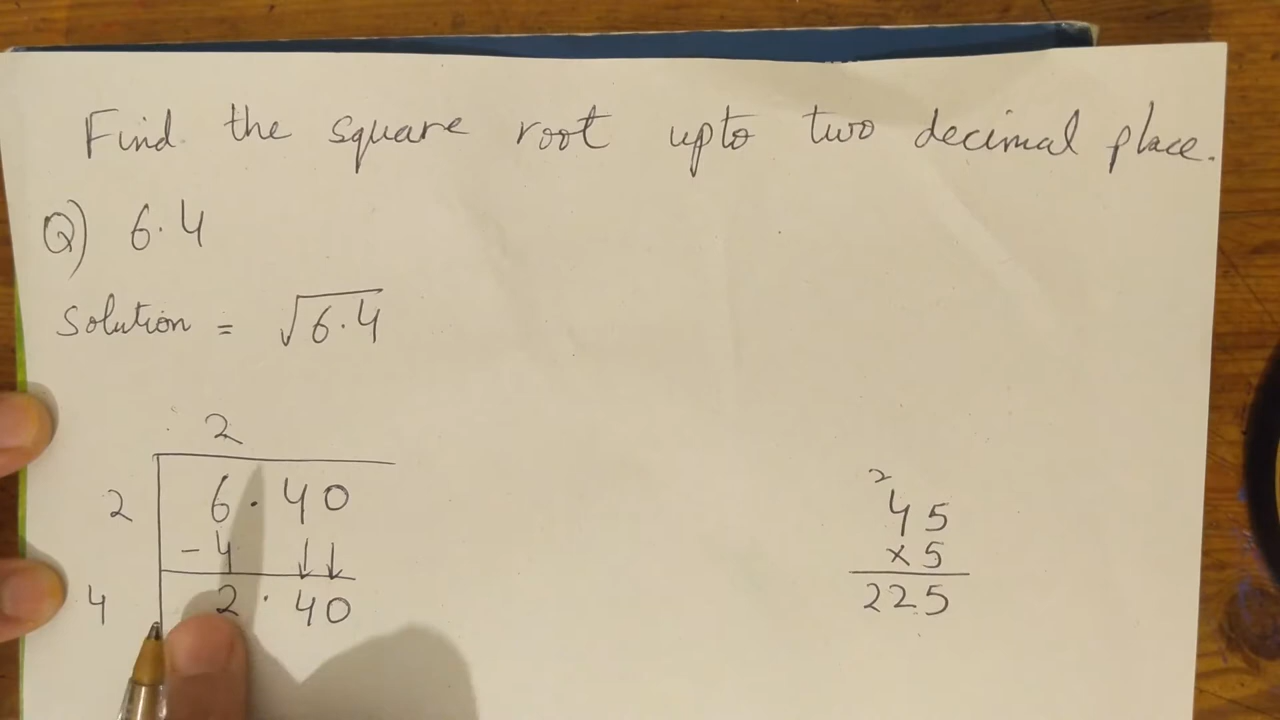 Find the square root upto two decimal place.
Q) 6.4
Solution = √6.4
2
2 6.40
- 4 ↓↓
4 2.40
2
45
×5
225